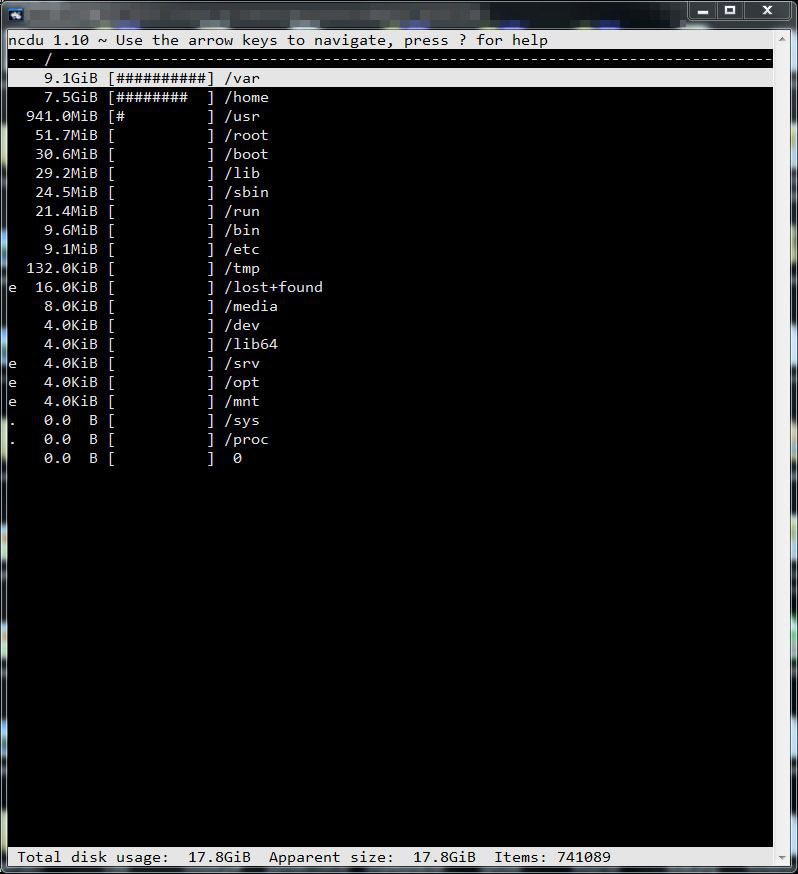 ncdu 1.10 ~ Use the arrow keys to navigate, press ? for help
--- / -------------------------------------------------------------------------------
    9.1GiB [##########] /var
    7.5GiB [########  ] /home
  941.0MiB [#         ] /usr
   51.7MiB [          ] /root
   30.6MiB [          ] /boot
   29.2MiB [          ] /lib
   24.5MiB [          ] /sbin
   21.4MiB [          ] /run
    9.6MiB [          ] /bin
    9.1MiB [          ] /etc
  132.0KiB [          ] /tmp
e  16.0KiB [          ] /lost+found
    8.0KiB [          ] /media
    4.0KiB [          ] /dev
    4.0KiB [          ] /lib64
e   4.0KiB [          ] /srv
e   4.0KiB [          ] /opt
e   4.0KiB [          ] /mnt
.   0.0  B [          ] /sys
.   0.0  B [          ] /proc
    0.0  B [          ]  0
Total disk usage:  17.8GiB  Apparent size:  17.8GiB  Items: 741089